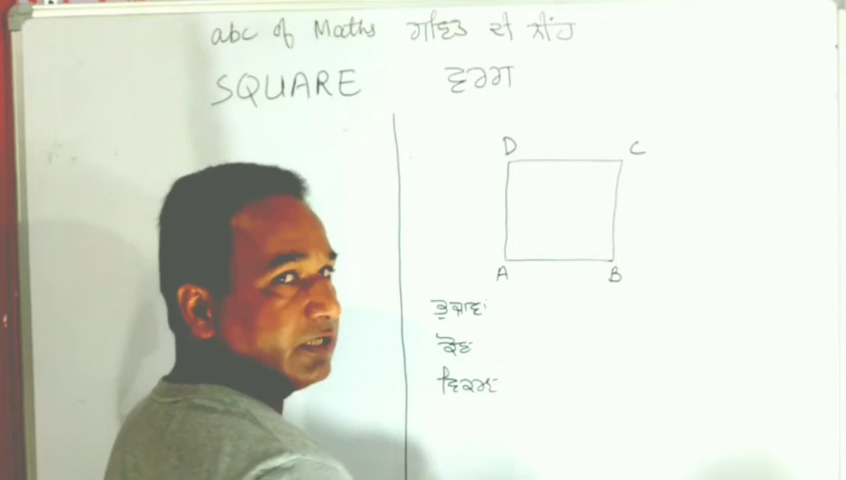 abc of Maths ਗਣਿਤ ਦੀ ਸੌਂਹ
SQUARE ਵਰਗ
D C
A B
ਭੁਜਾਵਾਂ
ਕੋਣ
ਵਿਕਰਣ